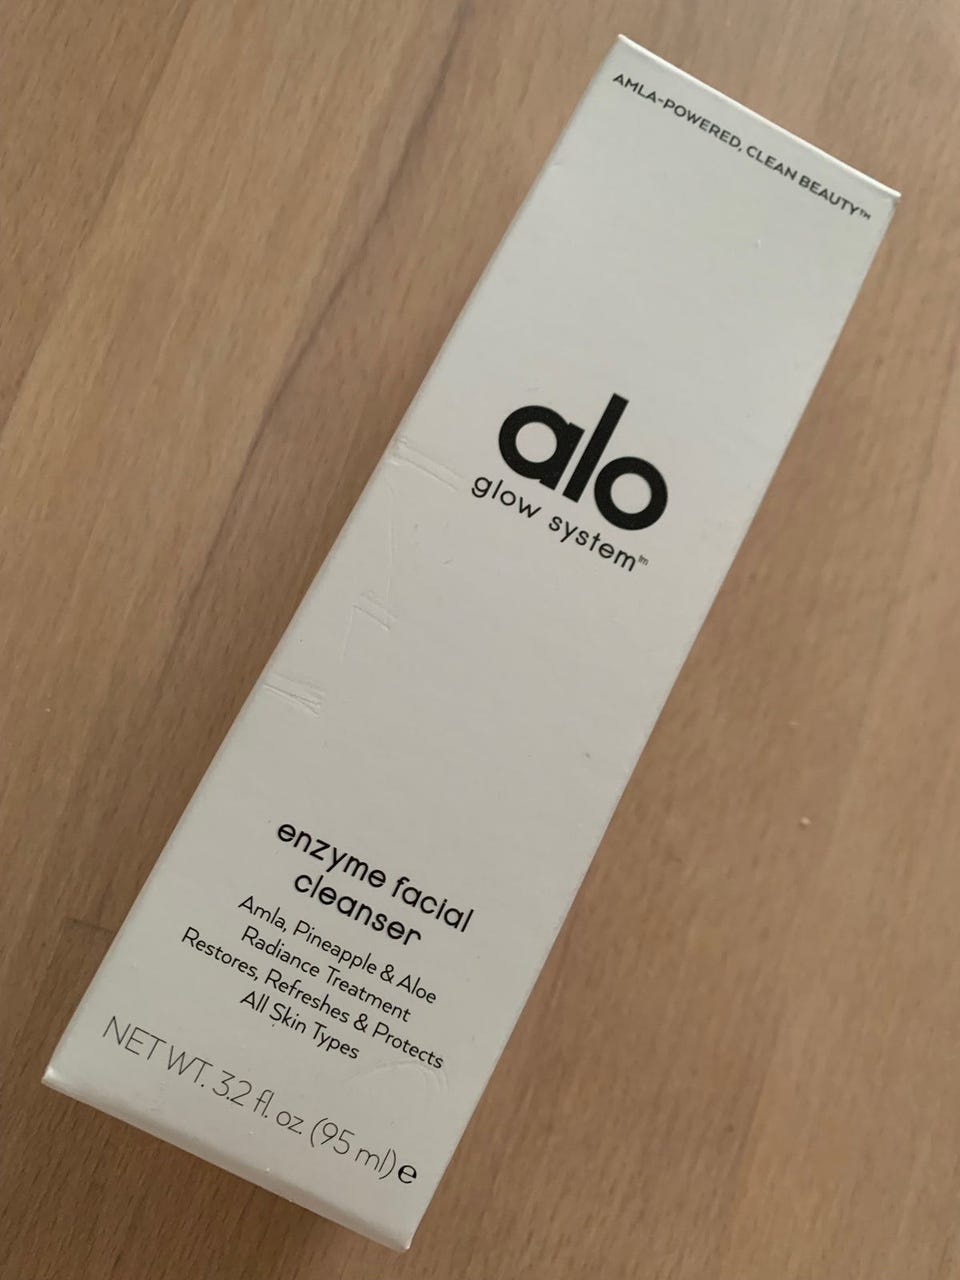 AMLA-POWERED, CLEAN BEAUTY™
alo
glow system™
enzyme facial
cleanser
Amla, Pineapple & Aloe
Radiance Treatment
Restores, Refreshes & Protects
All Skin Types
NET WT. 3.2 fl. oz. (95 ml) ℮